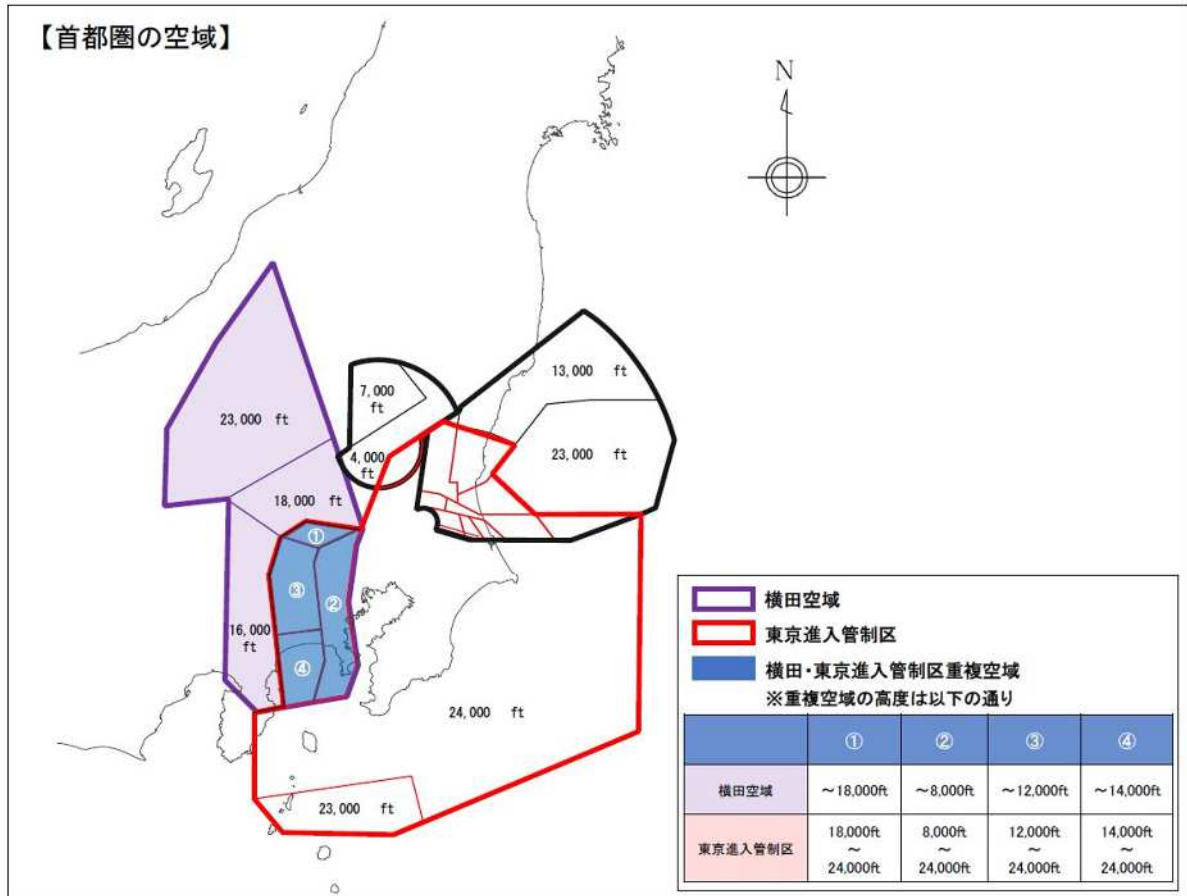 【首都圏の空域】
N
13,000 ft
7,000
ft
23,000 ft
23,000 ft
4,000
ft
18,000 ft
①
③
②
16,000
ft
④
24,000 ft
23,000 ft
横田空域
東京進入管制区
横田・東京進入管制区重複空域
※重複空域の高度は以下の通り
① ② ③ ④
横田空域 ～18,000ft ～8,000ft ～12,000ft ～14,000ft
東京進入管制区 18,000ft ～ 24,000ft 8,000ft ～ 24,000ft 12,000ft ～ 24,000ft 14,000ft ～ 24,000ft